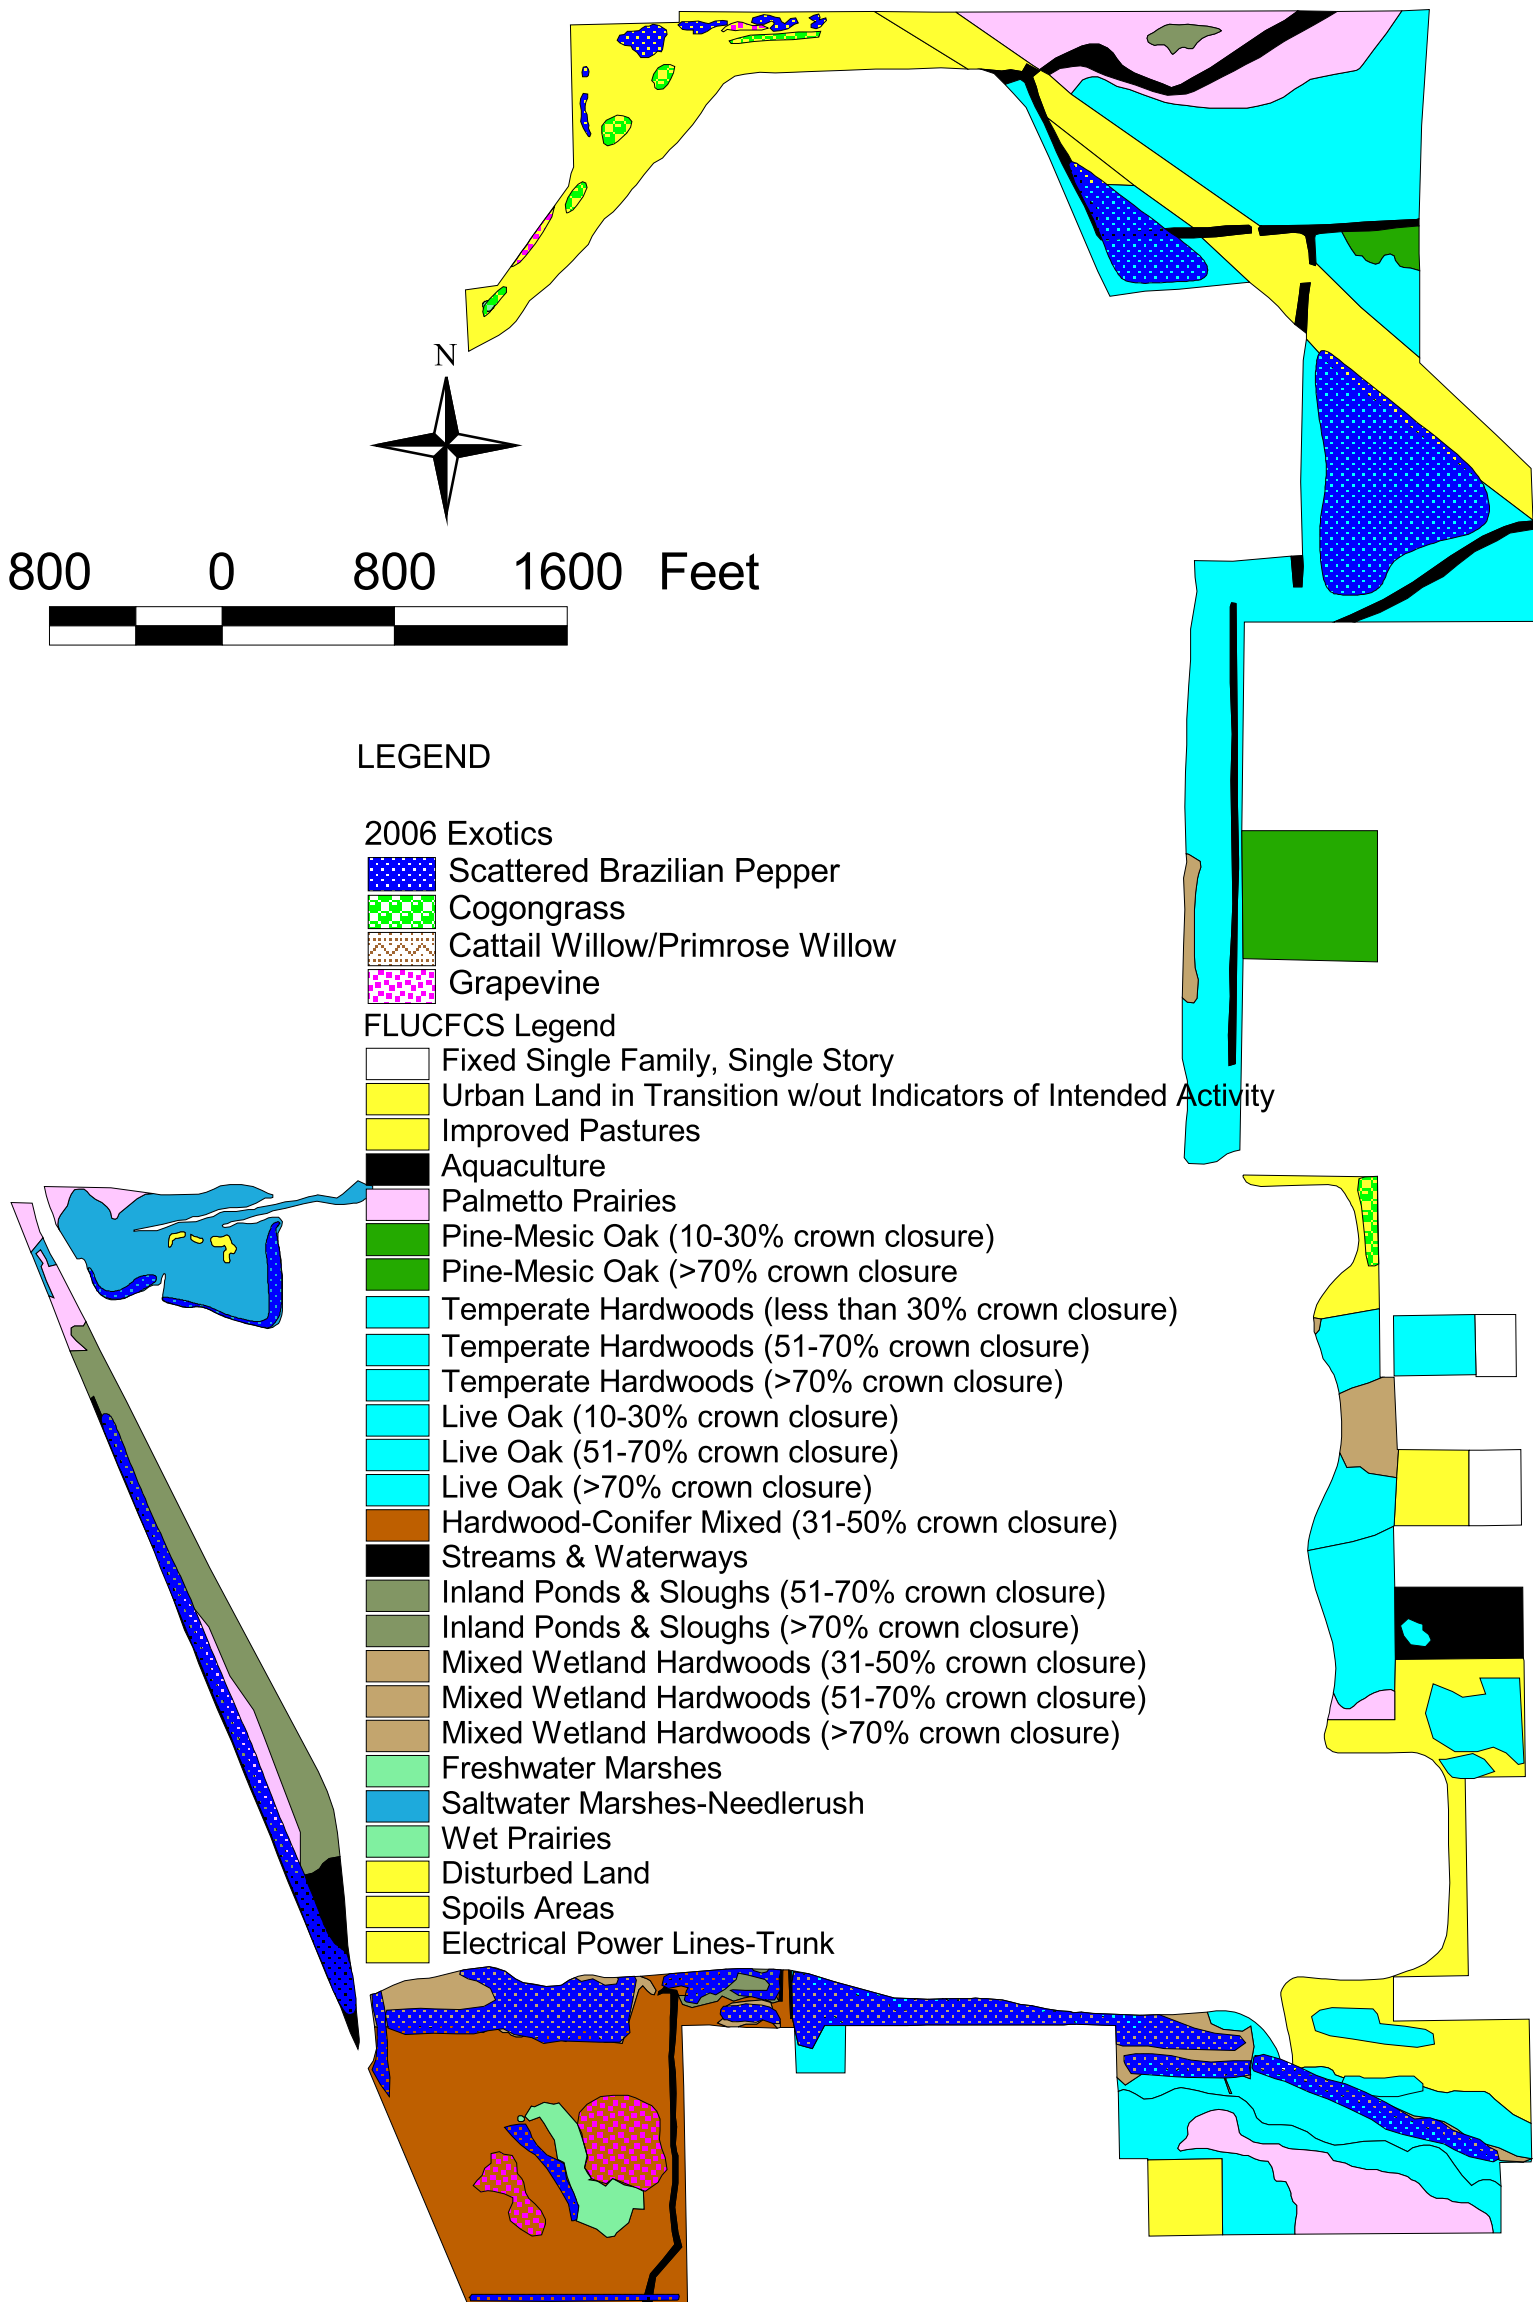 N
800 0 800 1600 Feet
LEGEND
2006 Exotics
Scattered Brazilian Pepper
Cogongrass
Cattail Willow/Primrose Willow
Grapevine
FLUCFCS Legend
Fixed Single Family, Single Story
Urban Land in Transition w/out Indicators of Intended Activity
Improved Pastures
Aquaculture
Palmetto Prairies
Pine-Mesic Oak (10-30% crown closure)
Pine-Mesic Oak (>70% crown closure
Temperate Hardwoods (less than 30% crown closure)
Temperate Hardwoods (51-70% crown closure)
Temperate Hardwoods (>70% crown closure)
Live Oak (10-30% crown closure)
Live Oak (51-70% crown closure)
Live Oak (>70% crown closure)
Hardwood-Conifer Mixed (31-50% crown closure)
Streams & Waterways
Inland Ponds & Sloughs (51-70% crown closure)
Inland Ponds & Sloughs (>70% crown closure)
Mixed Wetland Hardwoods (31-50% crown closure)
Mixed Wetland Hardwoods (51-70% crown closure)
Mixed Wetland Hardwoods (>70% crown closure)
Freshwater Marshes
Saltwater Marshes-Needlerush
Wet Prairies
Disturbed Land
Spoils Areas
Electrical Power Lines-Trunk